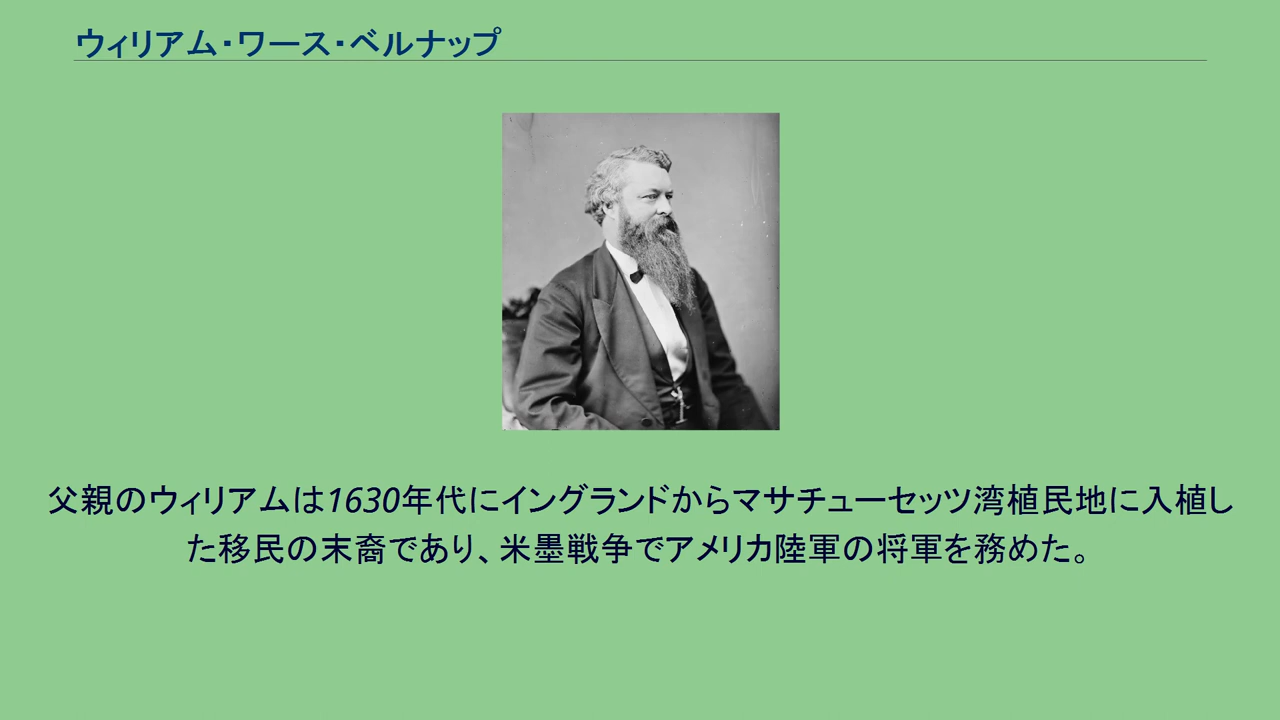 ウィリアム・ワース・ベルナップ
父親のウィリアムは1630年代にイングランドからマサチューセッツ湾植民地に入植し
た移民の末裔であり、米墨戦争でアメリカ陸軍の将軍を務めた。